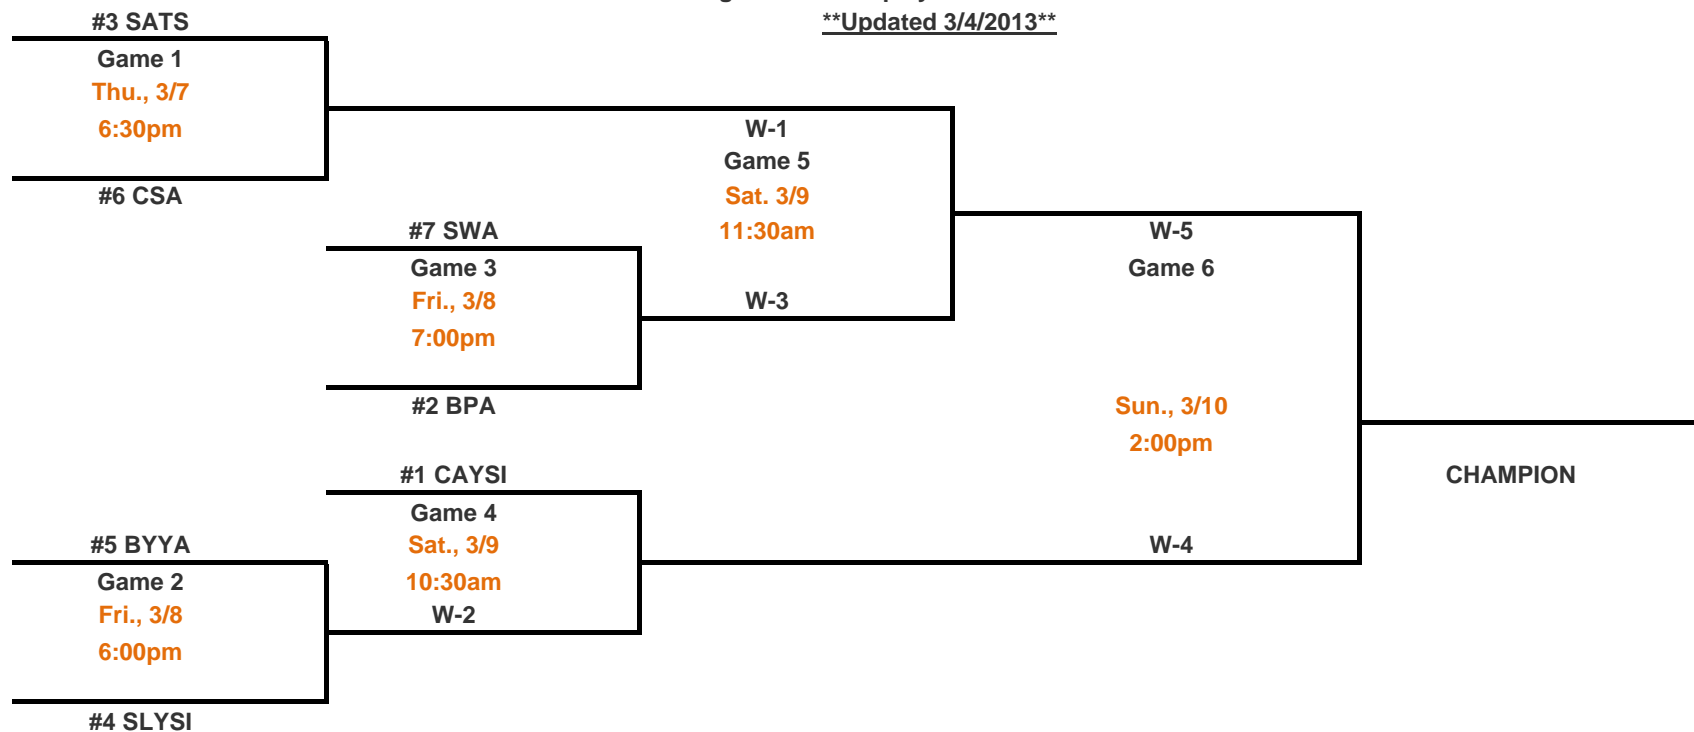 **Updated 3/4/2013**
#3 SATS
Game 1
Thu., 3/7
6:30pm
#6 CSA
W-1
Game 5
Sat. 3/9
11:30am
W-3
#7 SWA
Game 3
Fri., 3/8
7:00pm
#2 BPA
W-5
Game 6
Sun., 3/10
2:00pm
W-4
CHAMPION
#1 CAYSI
Game 4
Sat., 3/9
10:30am
W-2
#5 BYYA
Game 2
Fri., 3/8
6:00pm
#4 SLYSI